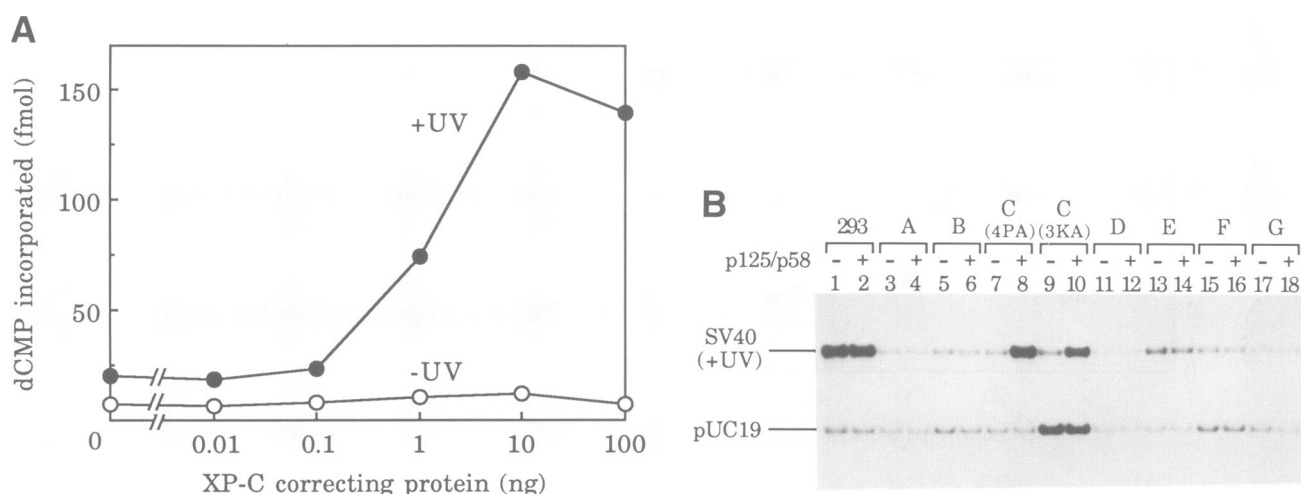 A
dCMP incorporated (fmol)
150
100
50
0
+UV
-UV
0.01 0.1 1 10 100
XP-C correcting protein (ng)
B
293 A B C (4PA) C (3KA) D E F G
p125/p58 - + - + - + - + - + - + - + - + - +
1 2 3 4 5 6 7 8 9 10 11 12 13 14 15 16 17 18
SV40
(+UV)
pUC19